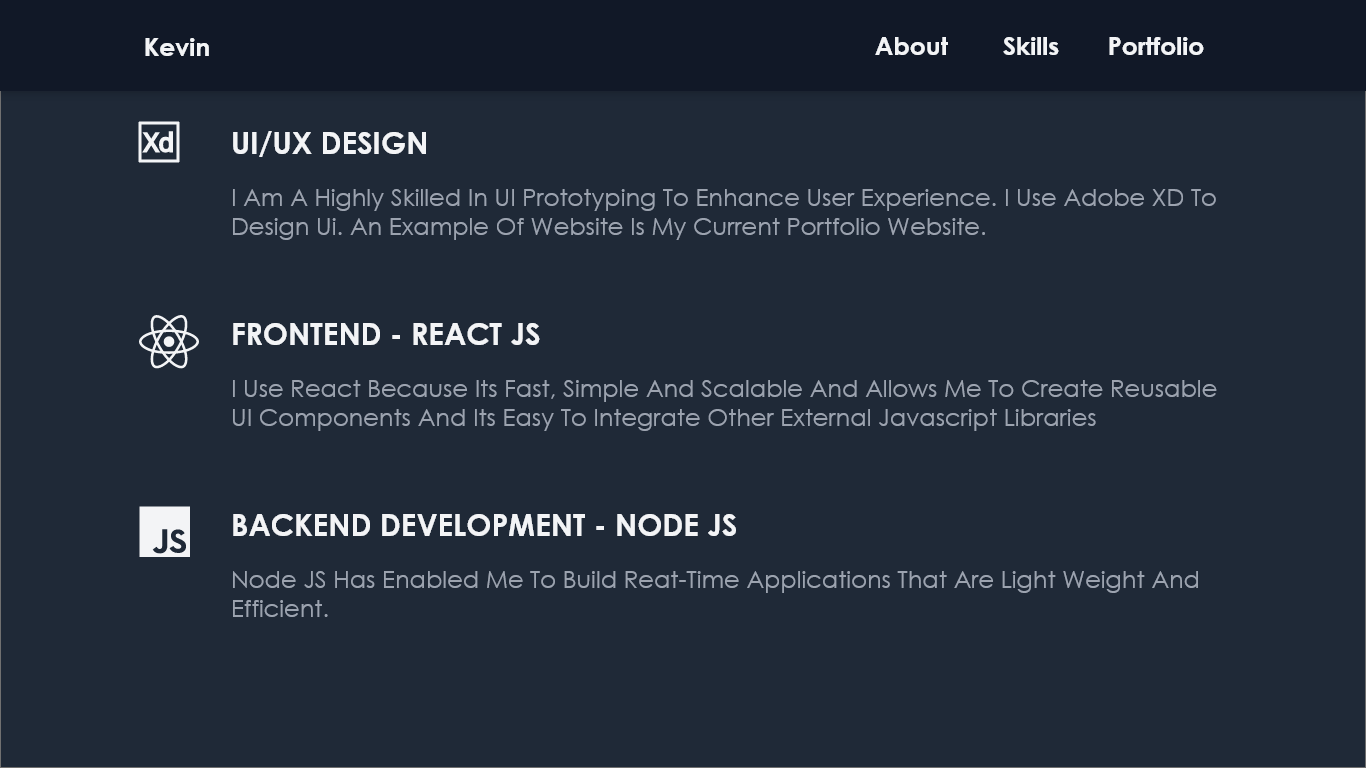 Kevin
About Skills Portfolio
Xd
UI/UX DESIGN
I Am A Highly Skilled In UI Prototyping To Enhance User Experience. I Use Adobe XD To
Design Ui. An Example Of Website Is My Current Portfolio Website.
FRONTEND - REACT JS
I Use React Because Its Fast, Simple And Scalable And Allows Me To Create Reusable
UI Components And Its Easy To Integrate Other External Javascript Libraries
JS
BACKEND DEVELOPMENT - NODE JS
Node JS Has Enabled Me To Build Reat-Time Applications That Are Light Weight And
Efficient.